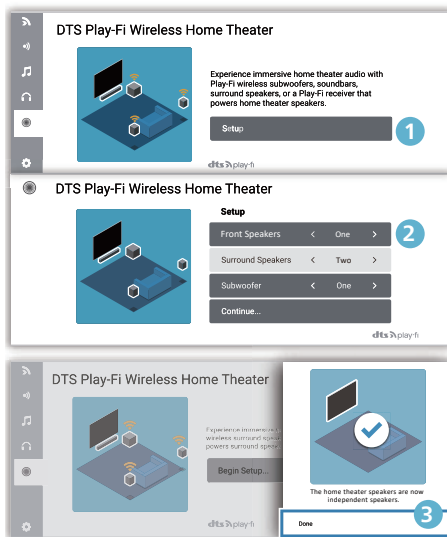 DTS Play-Fi Wireless Home Theater
Experience immersive home theater audio with
Play-Fi wireless subwoofers, soundbars,
surround speakers, or a Play-Fi receiver that
powers home theater speakers.
Setup
1
dts play-fi
DTS Play-Fi Wireless Home Theater
Setup
Front Speakers < One >
2
Surround Speakers < Two >
Subwoofer < One >
Continue...
dts play-fi
DTS Play-Fi Wireless Home Theater
Experience immersive
wireless surround
powers surround
Begin Setup...
dts play-fi
The home theater speakers are now
independent speakers.
Done
3